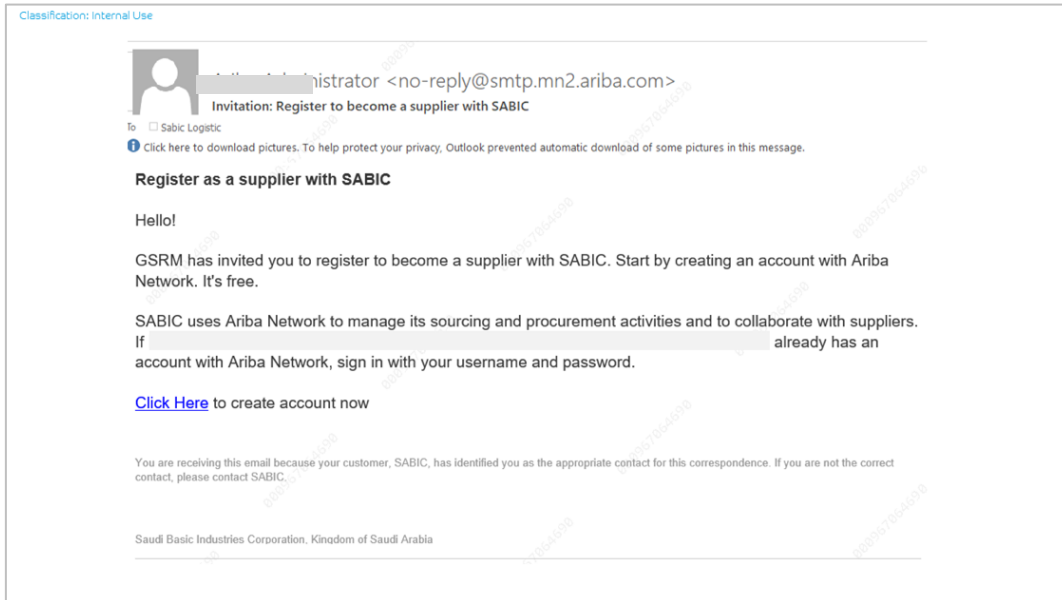 Classification: Internal Use
istrator <no-reply@smtp.mn2.ariba.com>
Invitation: Register to become a supplier with SABIC
To Sabic Logistic
Click here to download pictures. To help protect your privacy, Outlook prevented automatic download of some pictures in this message.
Register as a supplier with SABIC
Hello!
GSRM has invited you to register to become a supplier with SABIC. Start by creating an account with Ariba
Network. It's free.
SABIC uses Ariba Network to manage its sourcing and procurement activities and to collaborate with suppliers.
If already has an
account with Ariba Network, sign in with your username and password.
Click Here to create account now
You are receiving this email because your customer, SABIC, has identified you as the appropriate contact for this correspondence. If you are not the correct
contact, please contact SABIC.
Saudi Basic Industries Corporation, Kingdom of Saudi Arabia